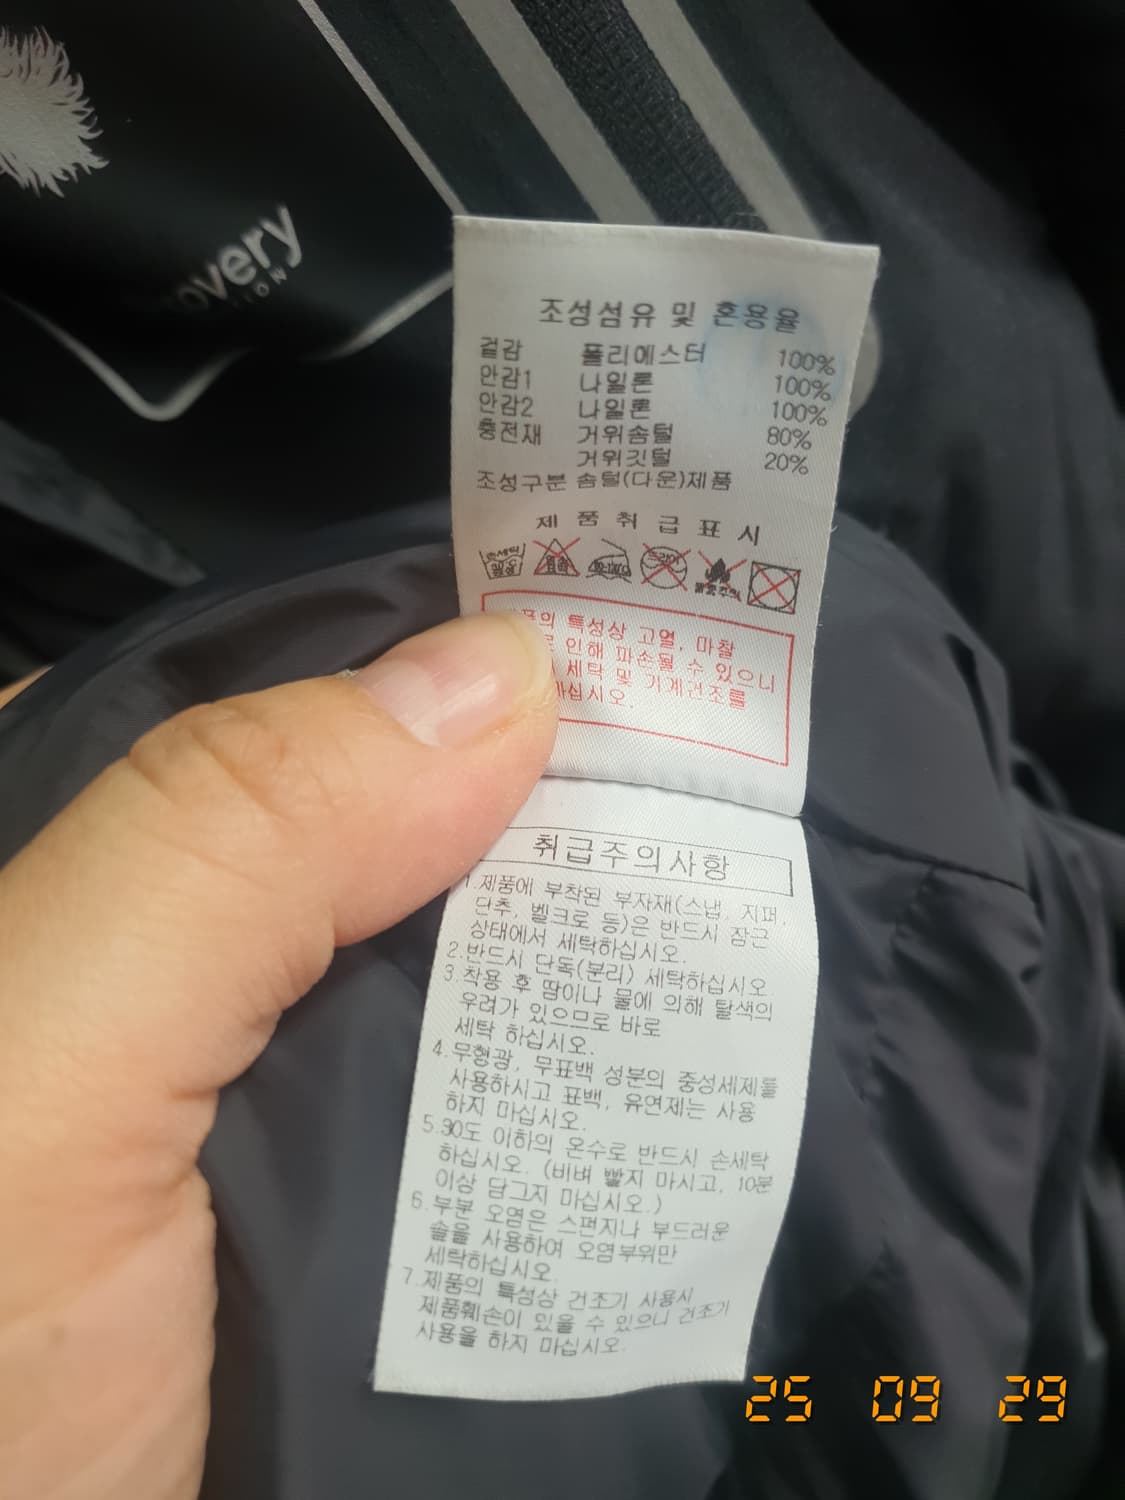 overy
조성섬유 및 혼용율
겉감 폴리에스터 100%
안감1 나일론 100%
안감2 나일론 100%
충전재 거위솜털 80%
거위깃털 20%
조성구분 솜털(다운)제품
제 품 취 급 표 시
손세탁 염소 드라이
의 특성상 고열, 마찰
인해 파손될 수 있으니
세탁 및 기계건조를
마십시오.
취급주의사항
1.제품에 부착된 부자재(스냅, 지퍼,
단추, 벨크로 등)은 반드시 잠근
상태에서 세탁하십시오.
2.반드시 단독(분리) 세탁하십시오.
3.착용 후 땀이나 물에 의해 탈색의
우려가 있으므로 바로
세탁 하십시오.
4.무형광, 무표백 성분의 중성세제를
사용하시고 표백, 유연제는 사용
하지 마십시오.
5.30도 이하의 온수로 반드시 손세탁
하십시오. (비벼 빨지 마시고, 10분
이상 담그지 마십시오.)
6.부분 오염은 스펀지나 부드러운
솔을 사용하여 오염부위만
세탁하십시오.
7.제품의 특성상 건조기 사용시
제품훼손이 있을 수 있으니 건조기
사용을 하지 마십시오.
25 09 29